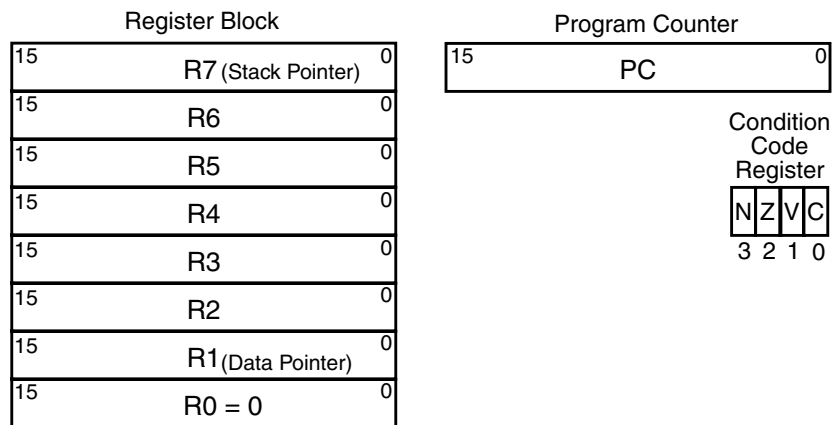 Register Block
15 R7 (Stack Pointer) 0
15 R6 0
15 R5 0
15 R4 0
15 R3 0
15 R2 0
15 R1 (Data Pointer) 0
15 R0 = 0 0
Program Counter
15 PC 0
Condition
Code
Register
N Z V C
3 2 1 0